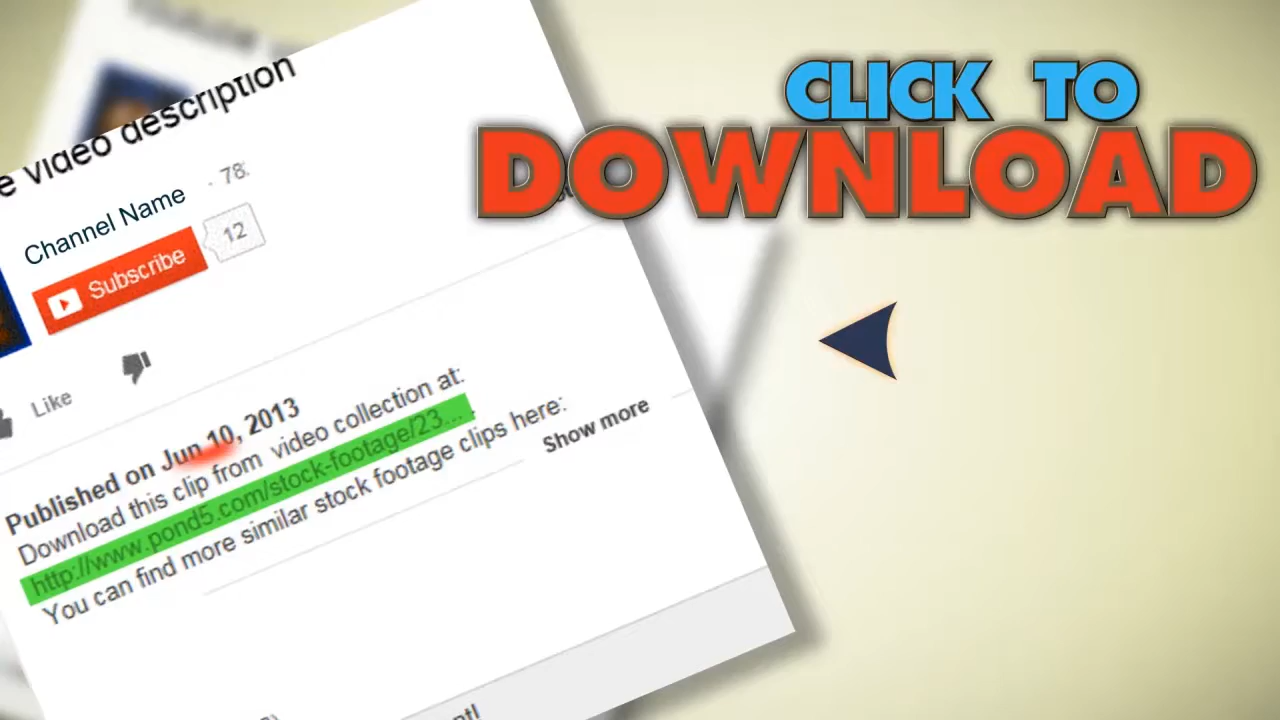 CLICK TO
DOWNLOAD
e video description
Channel Name
Subscribe
12
Like
Published on Jun 10, 2013
Download this clip from video collection at:
http://www.pond5.com/stock-footage/23...
You can find more similar stock footage clips here:
Show more